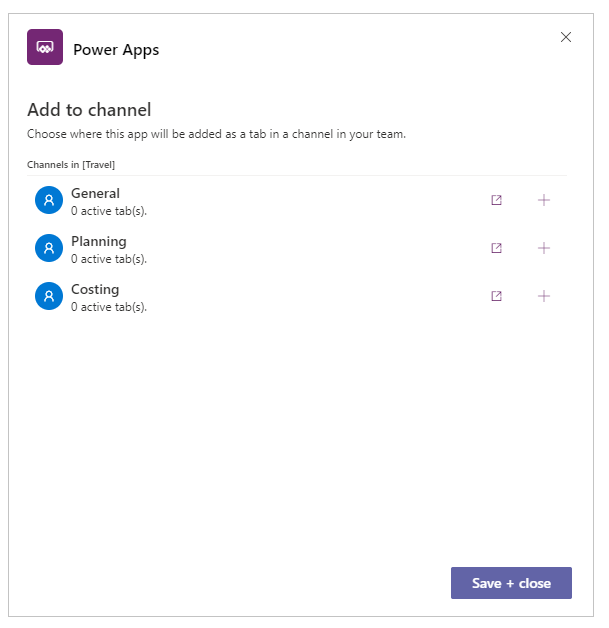 Power Apps
Add to channel
Choose where this app will be added as a tab in a channel in your team.
Channels in [Travel]
General
0 active tab(s).
Planning
0 active tab(s).
Costing
0 active tab(s).
Save + close